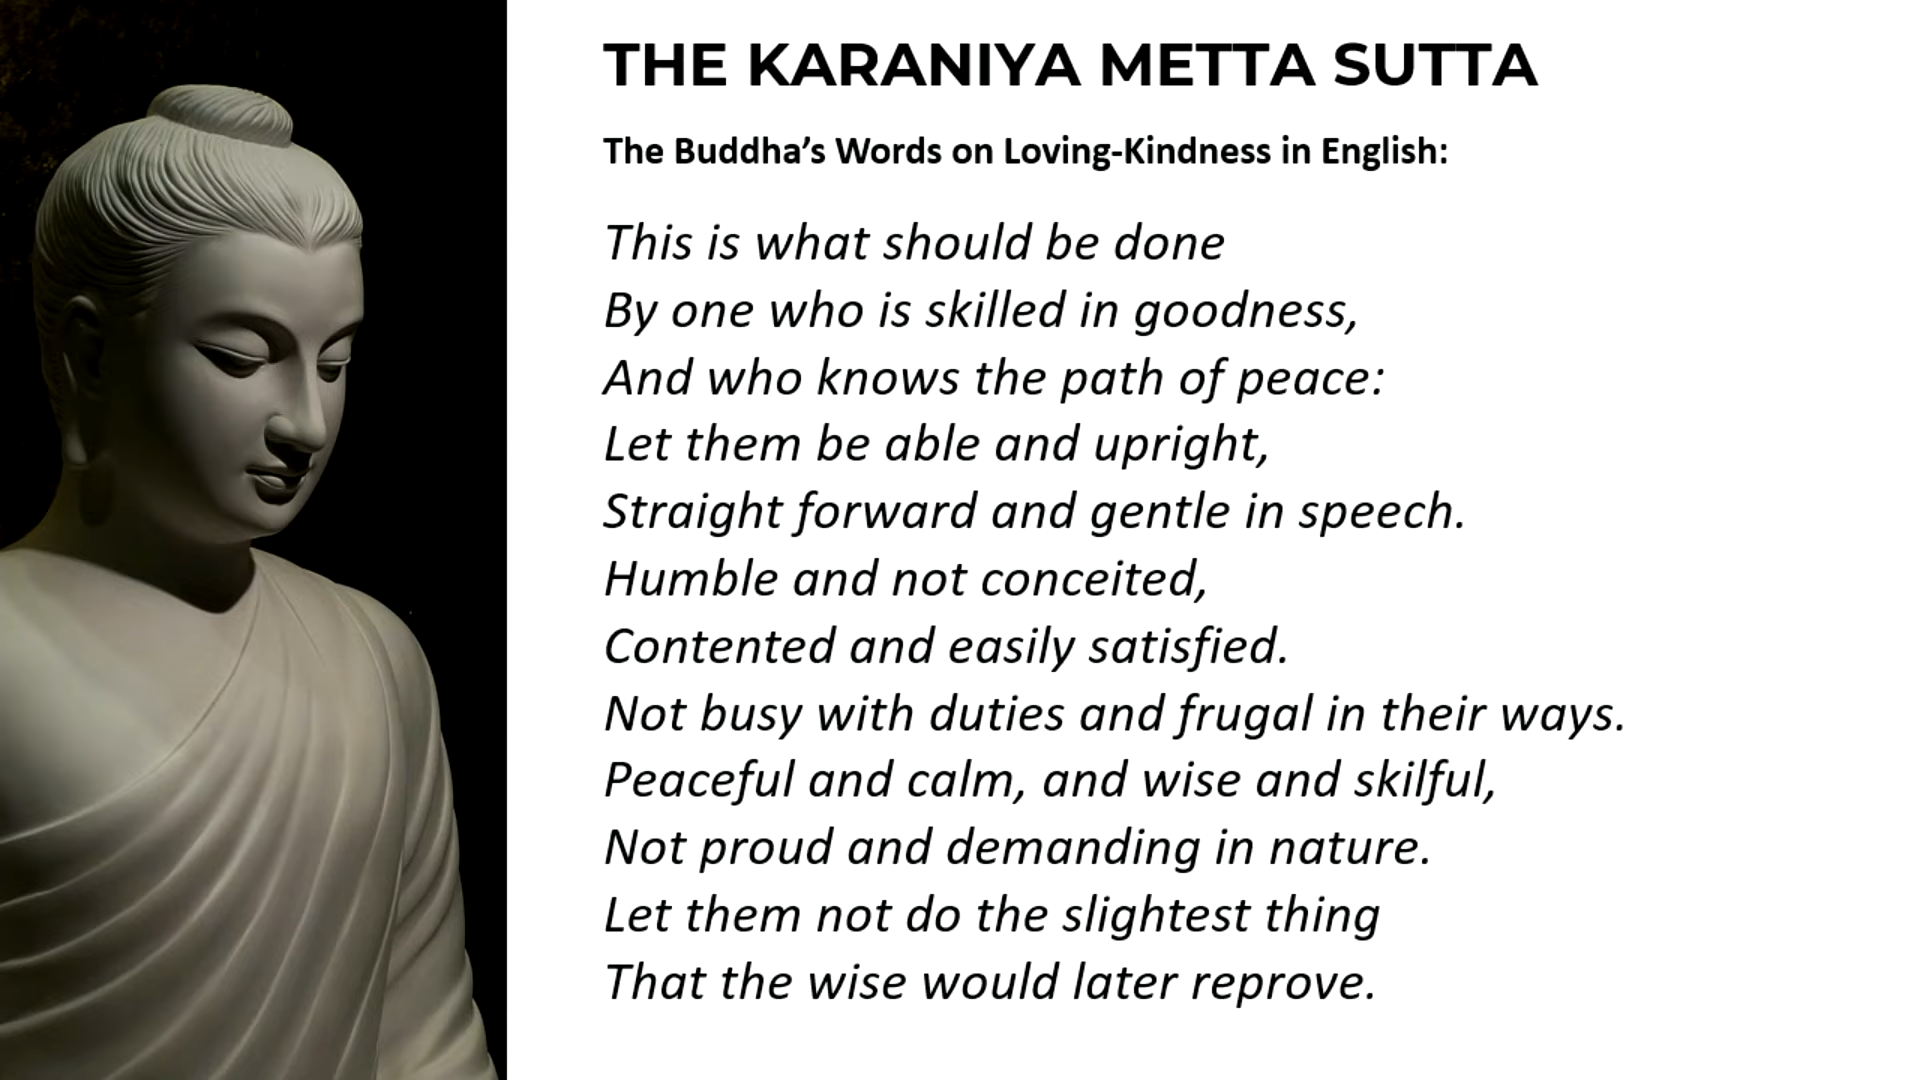 THE KARANIYA METTA SUTTA
The Buddha’s Words on Loving-Kindness in English:
This is what should be done
By one who is skilled in goodness,
And who knows the path of peace:
Let them be able and upright,
Straight forward and gentle in speech.
Humble and not conceited,
Contented and easily satisfied.
Not busy with duties and frugal in their ways.
Peaceful and calm, and wise and skilful,
Not proud and demanding in nature.
Let them not do the slightest thing
That the wise would later reprove.